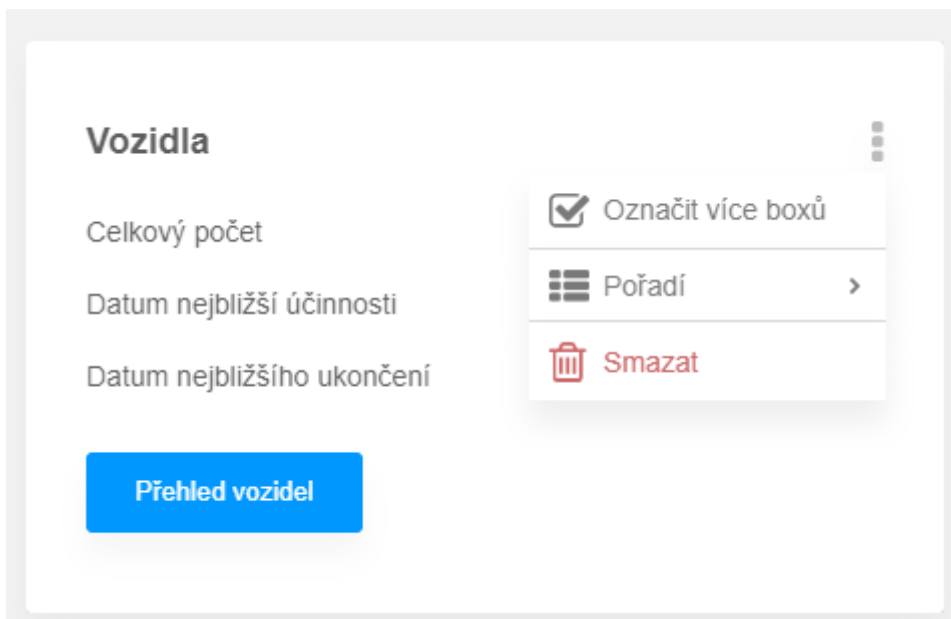 Vozidla
Označit více boxů
Celkový počet
Pořadí
Datum nejbližší účinnosti
Smazat
Datum nejbližšího ukončení
Přehled vozidel